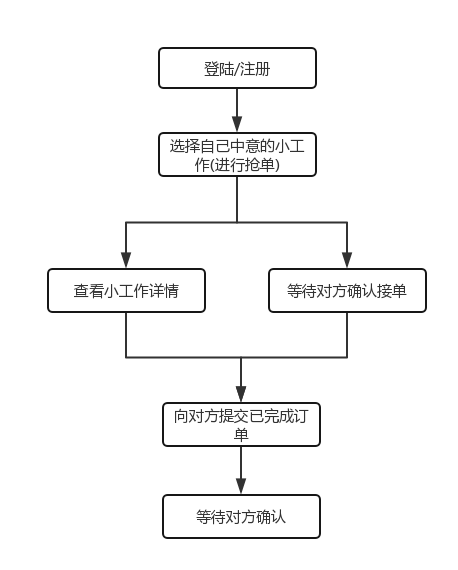 登陆/注册
选择自己中意的小工
作(进行抢单)
查看小工作详情
等待对方确认接单
向对方提交已完成订
单
等待对方确认